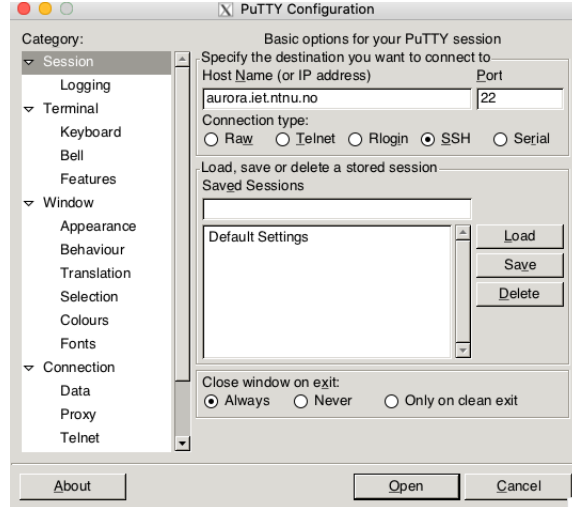 PuTTY Configuration
Category:
Session
Logging
Terminal
Keyboard
Bell
Features
Window
Appearance
Behaviour
Translation
Selection
Colours
Fonts
Connection
Data
Proxy
Telnet
Basic options for your PuTTY session
Specify the destination you want to connect to
Host Name (or IP address) Port
aurora.iet.ntnu.no 22
Connection type:
Raw Telnet Rlogin SSH Serial
Load, save or delete a stored session
Saved Sessions
Default Settings
Load
Save
Delete
Close window on exit:
Always Never Only on clean exit
About Open Cancel